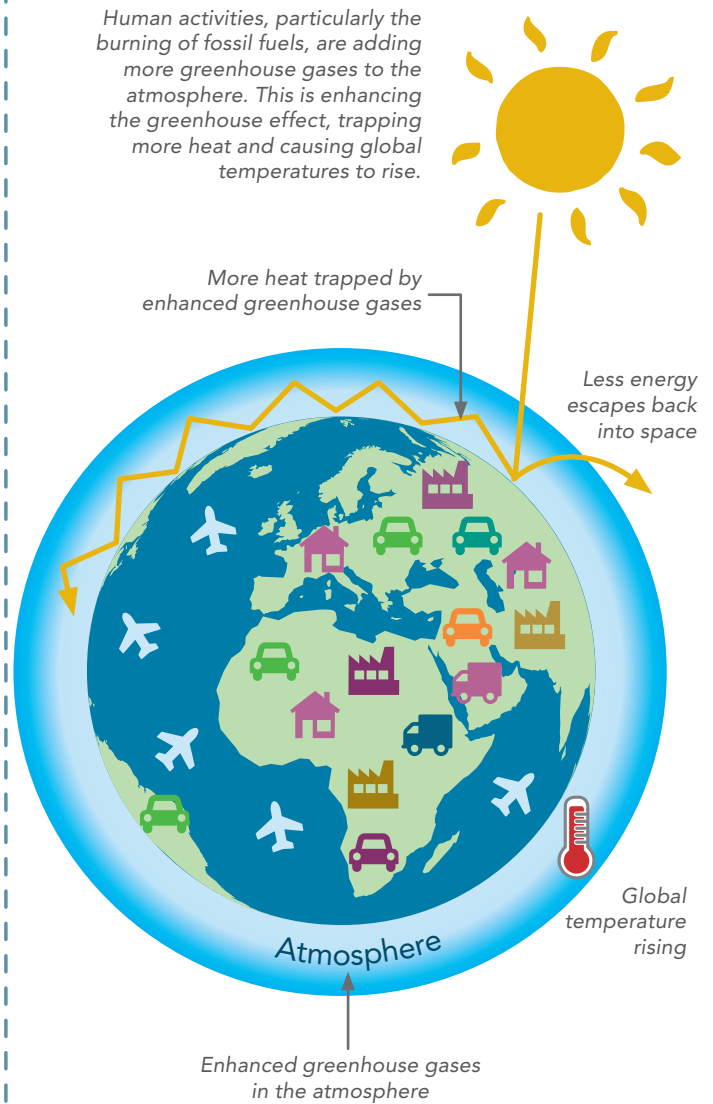 Human activities, particularly the
burning of fossil fuels, are adding
more greenhouse gases to the
atmosphere. This is enhancing
the greenhouse effect, trapping
more heat and causing global
temperatures to rise.
More heat trapped by
enhanced greenhouse gases
Less energy
escapes back
into space
Global
temperature
rising
Atmosphere
Enhanced greenhouse gases
in the atmosphere